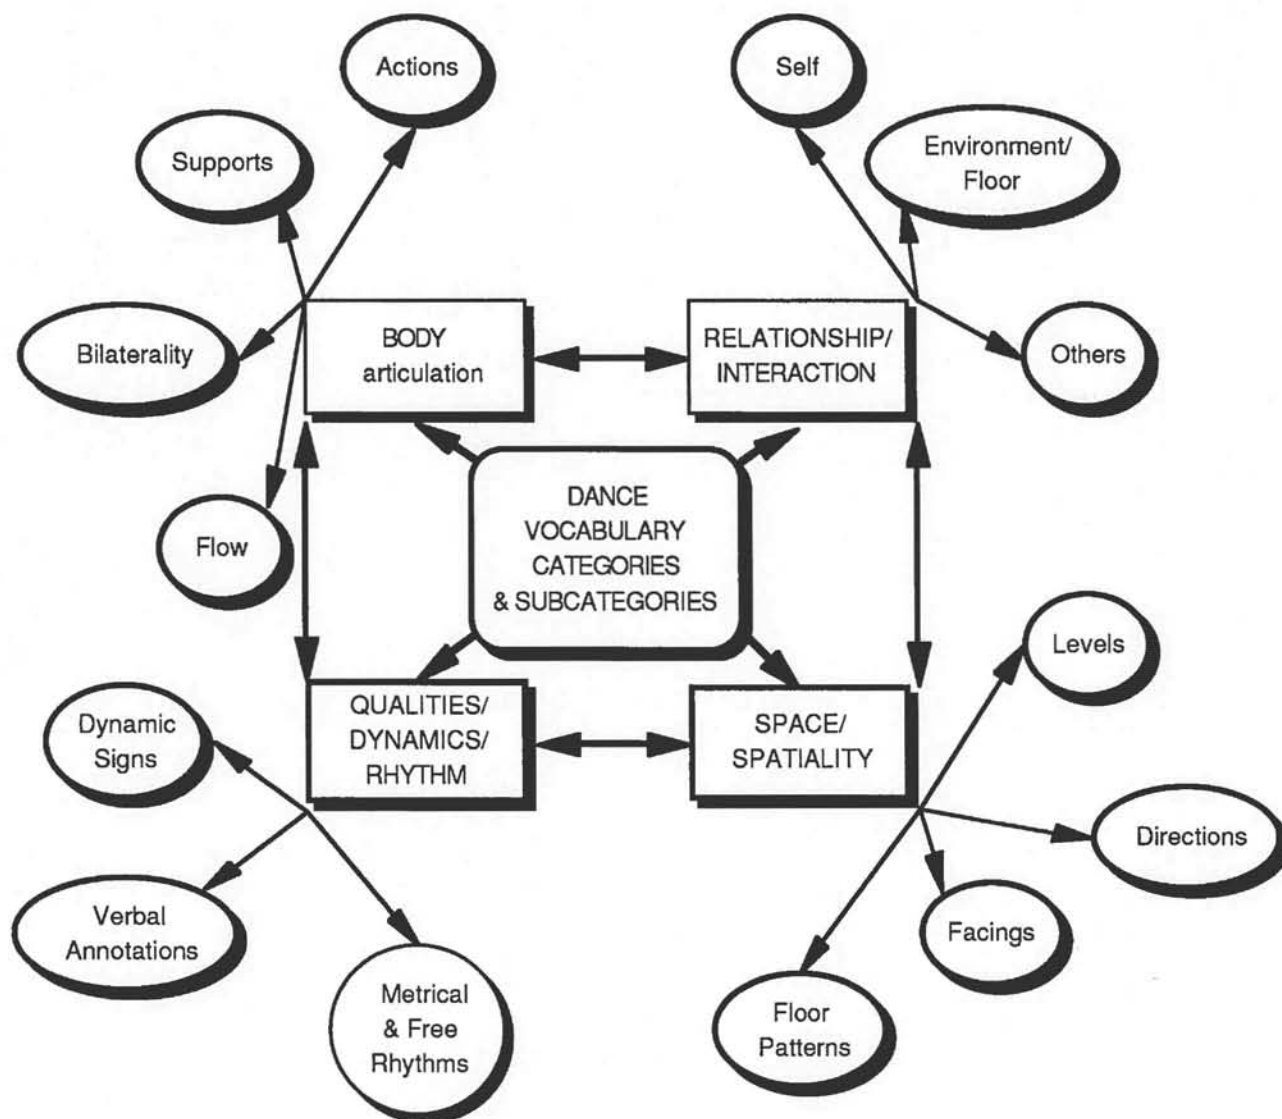 Actions
Self
Supports
Environment/
Floor
Bilaterality
BODY
articulation
RELATIONSHIP/
INTERACTION
Others
Flow
DANCE
VOCABULARY
CATEGORIES
& SUBCATEGORIES
Levels
Dynamic
Signs
QUALITIES/
DYNAMICS/
RHYTHM
SPACE/
SPATIALITY
Directions
Verbal
Annotations
Facings
Metrical
& Free
Rhythms
Floor
Patterns